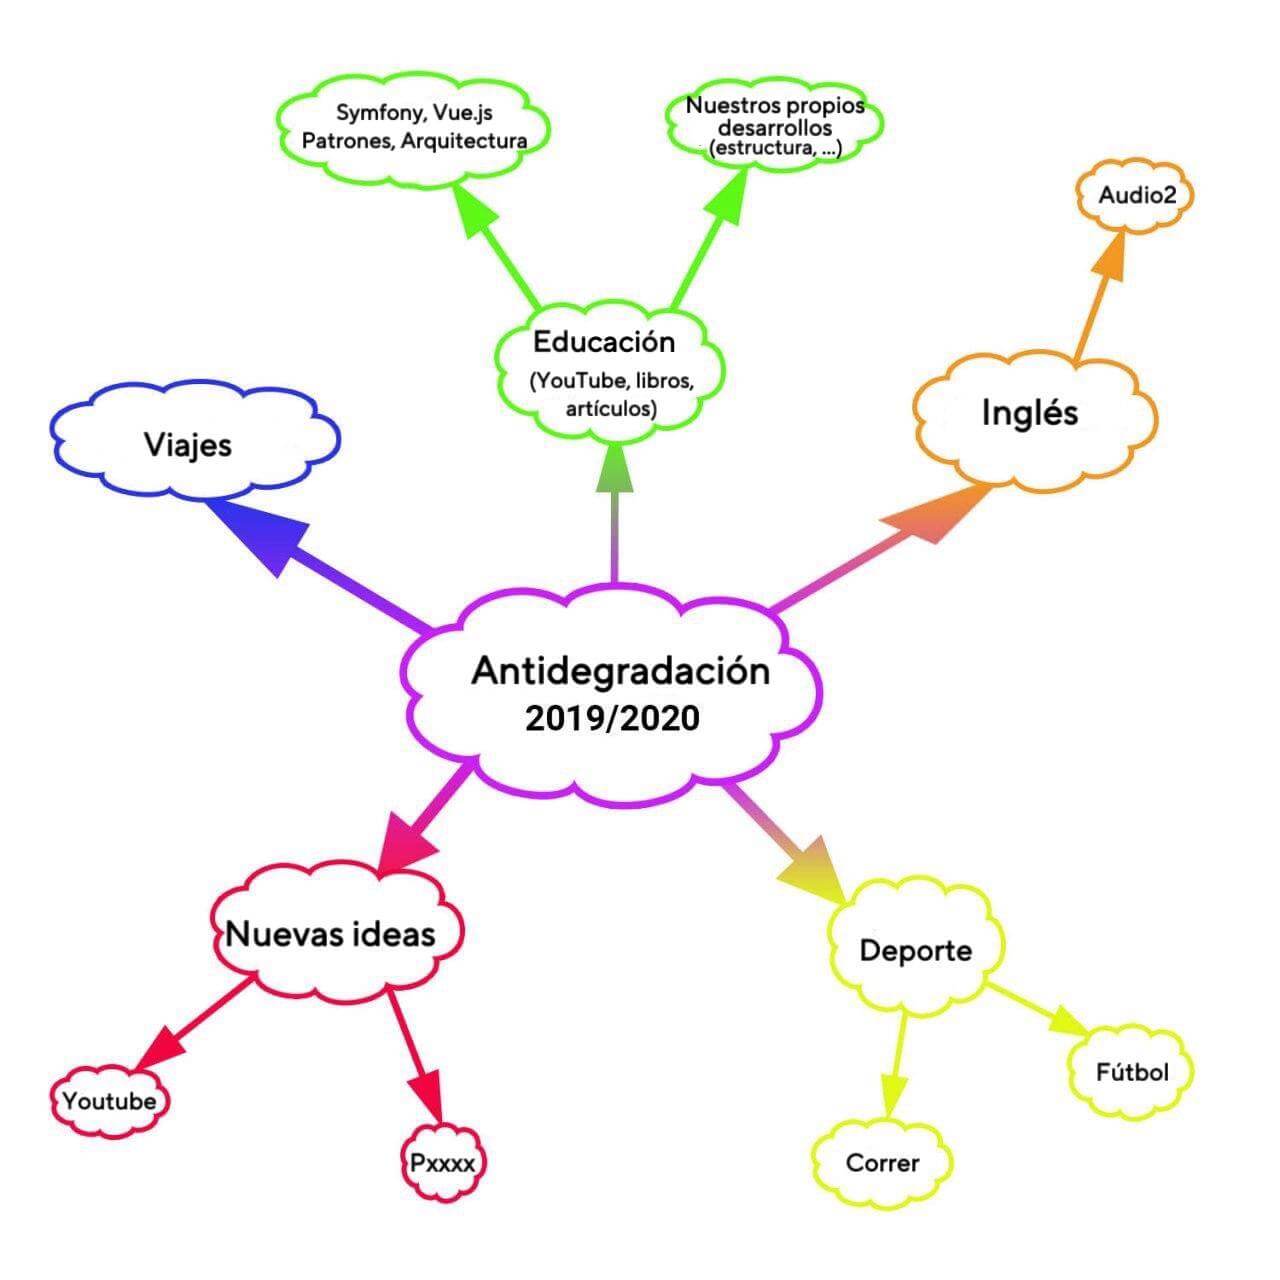 Symfony, Vue.js
Patrones, Arquitectura
Nuestros propios
desarrollos
(estructura, ...)
Audio2
Educación
(YouTube, libros,
artículos)
Inglés
Viajes
Antidegradación
2019/2020
Nuevas ideas
Deporte
Youtube
Pxxxx
Fútbol
Correr